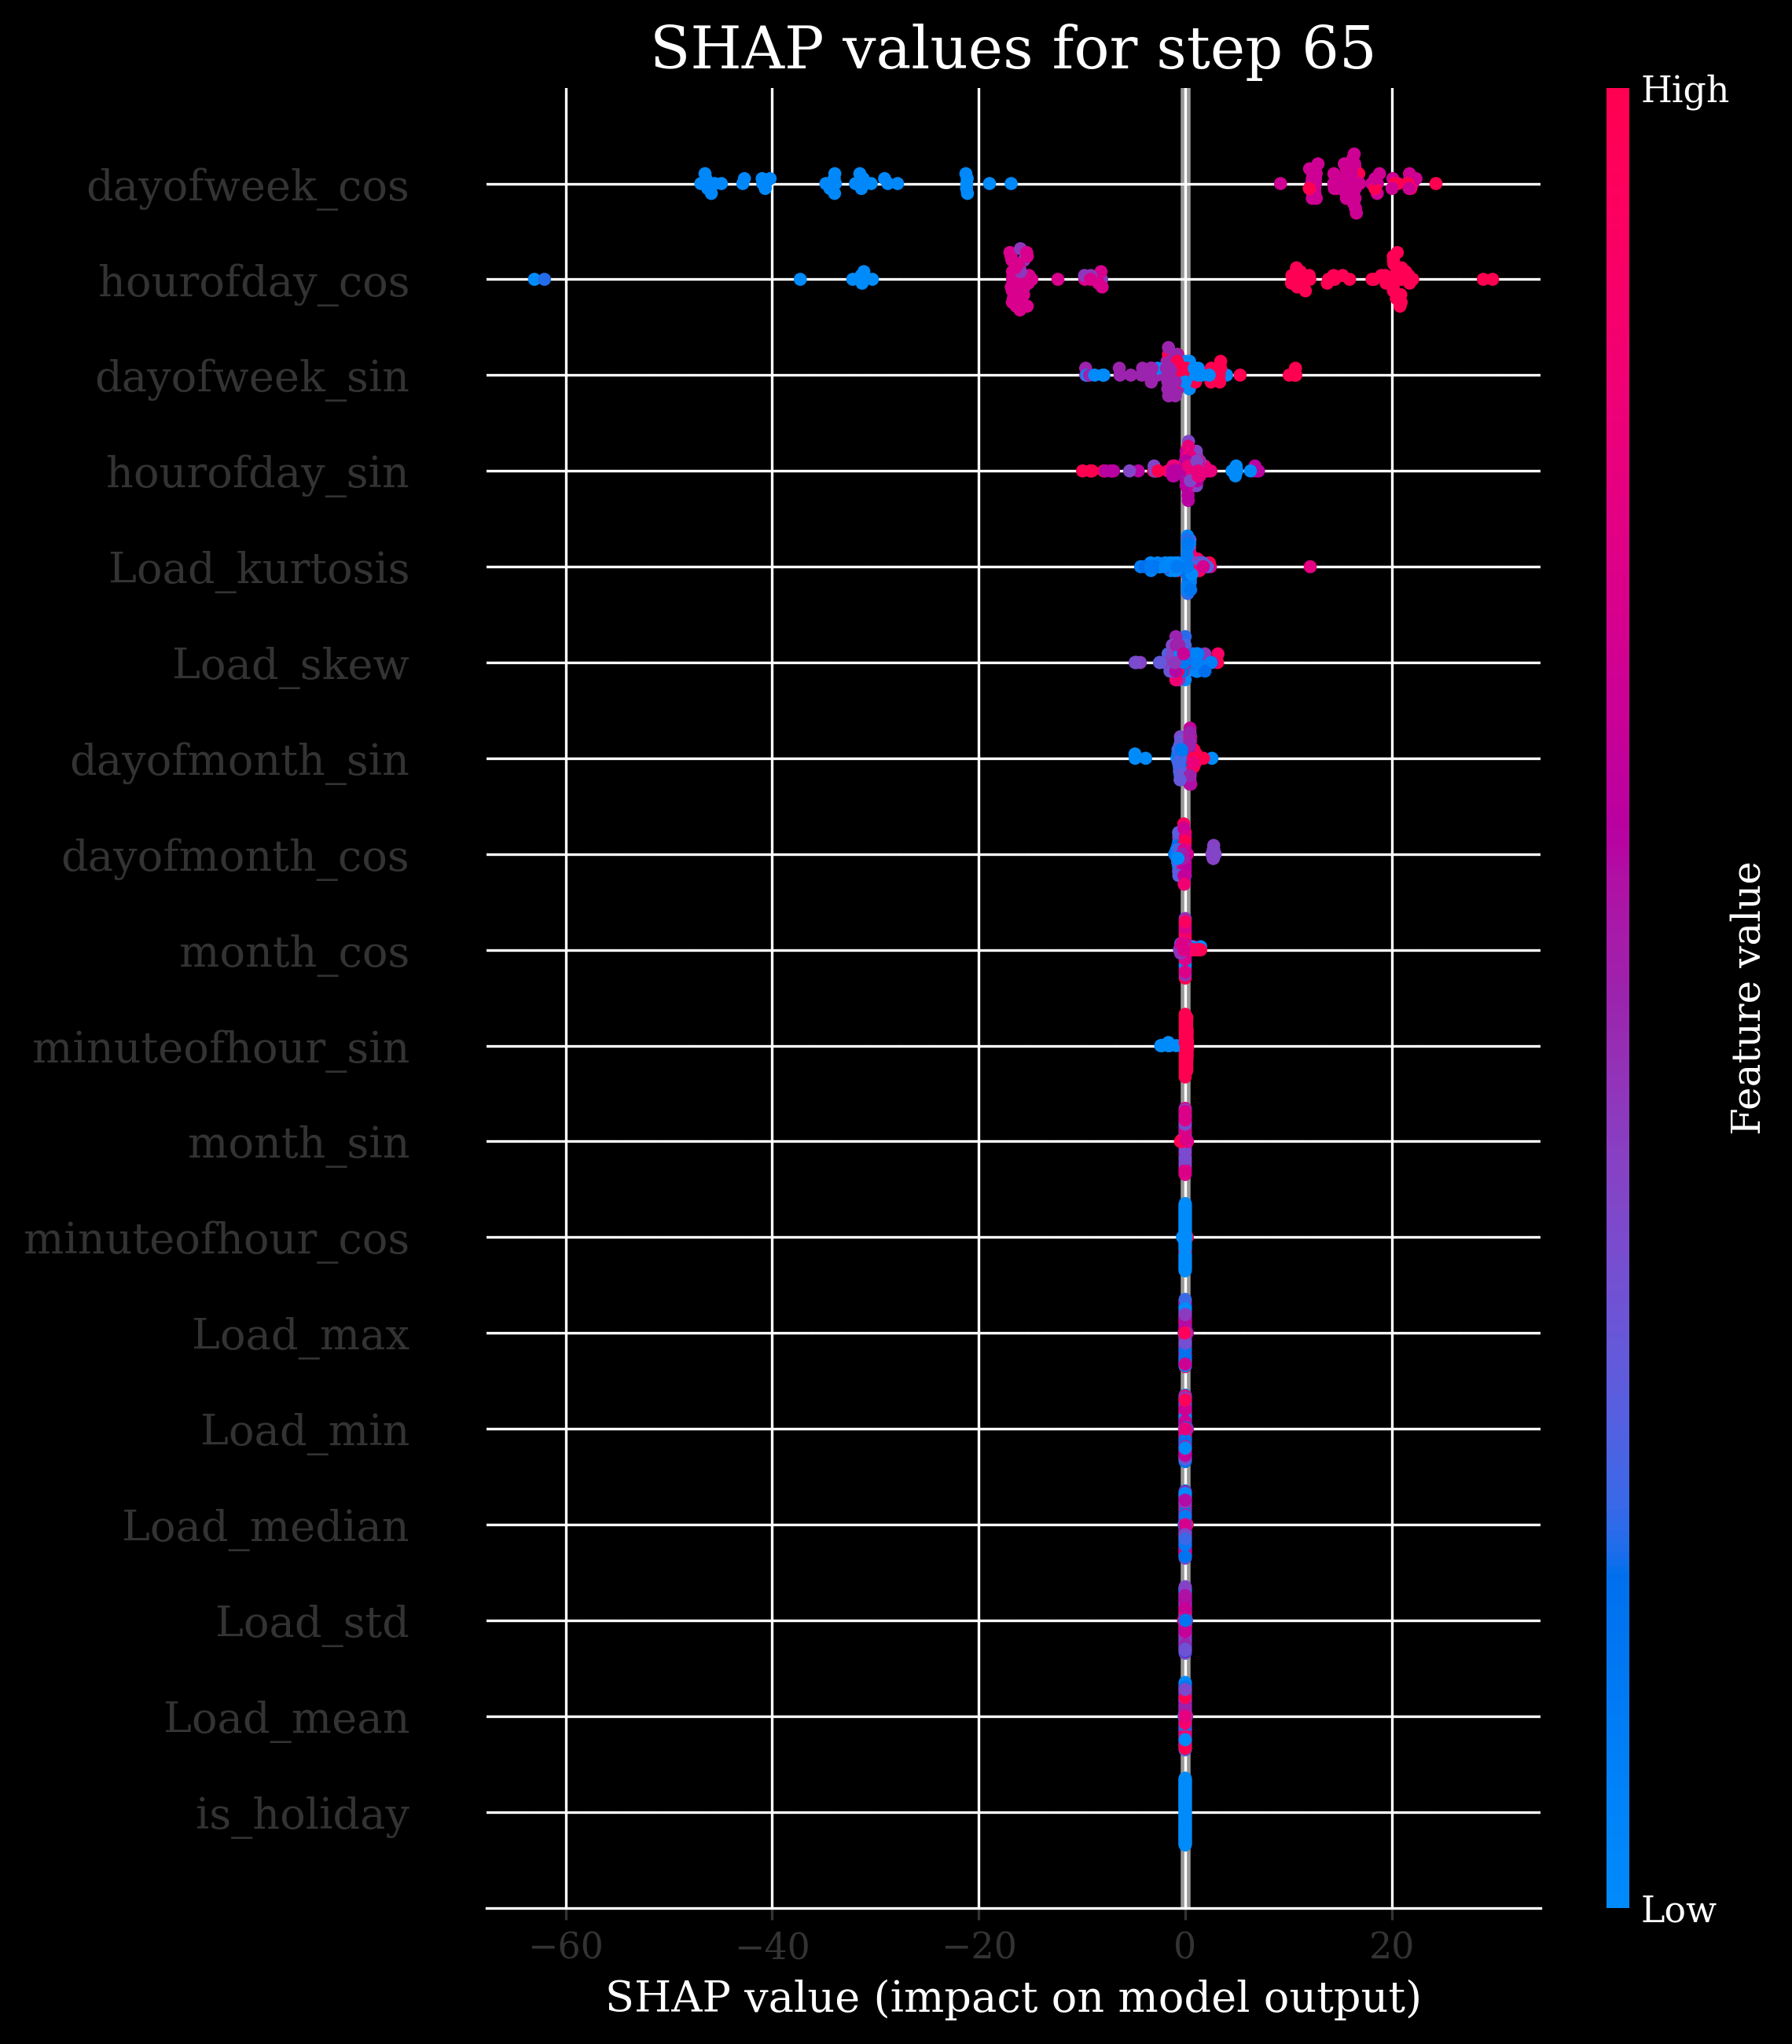 SHAP values for step 65
High
dayofweek_cos
hourofday_cos
dayofweek_sin
hourofday_sin
Load_kurtosis
Load_skew
dayofmonth_sin
dayofmonth_cos
month_cos
minuteofhour_sin
month_sin
minuteofhour_cos
Load_max
Load_min
Load_median
Load_std
Load_mean
is_holiday
Feature value
Low
−60 −40 −20 0 20
SHAP value (impact on model output)